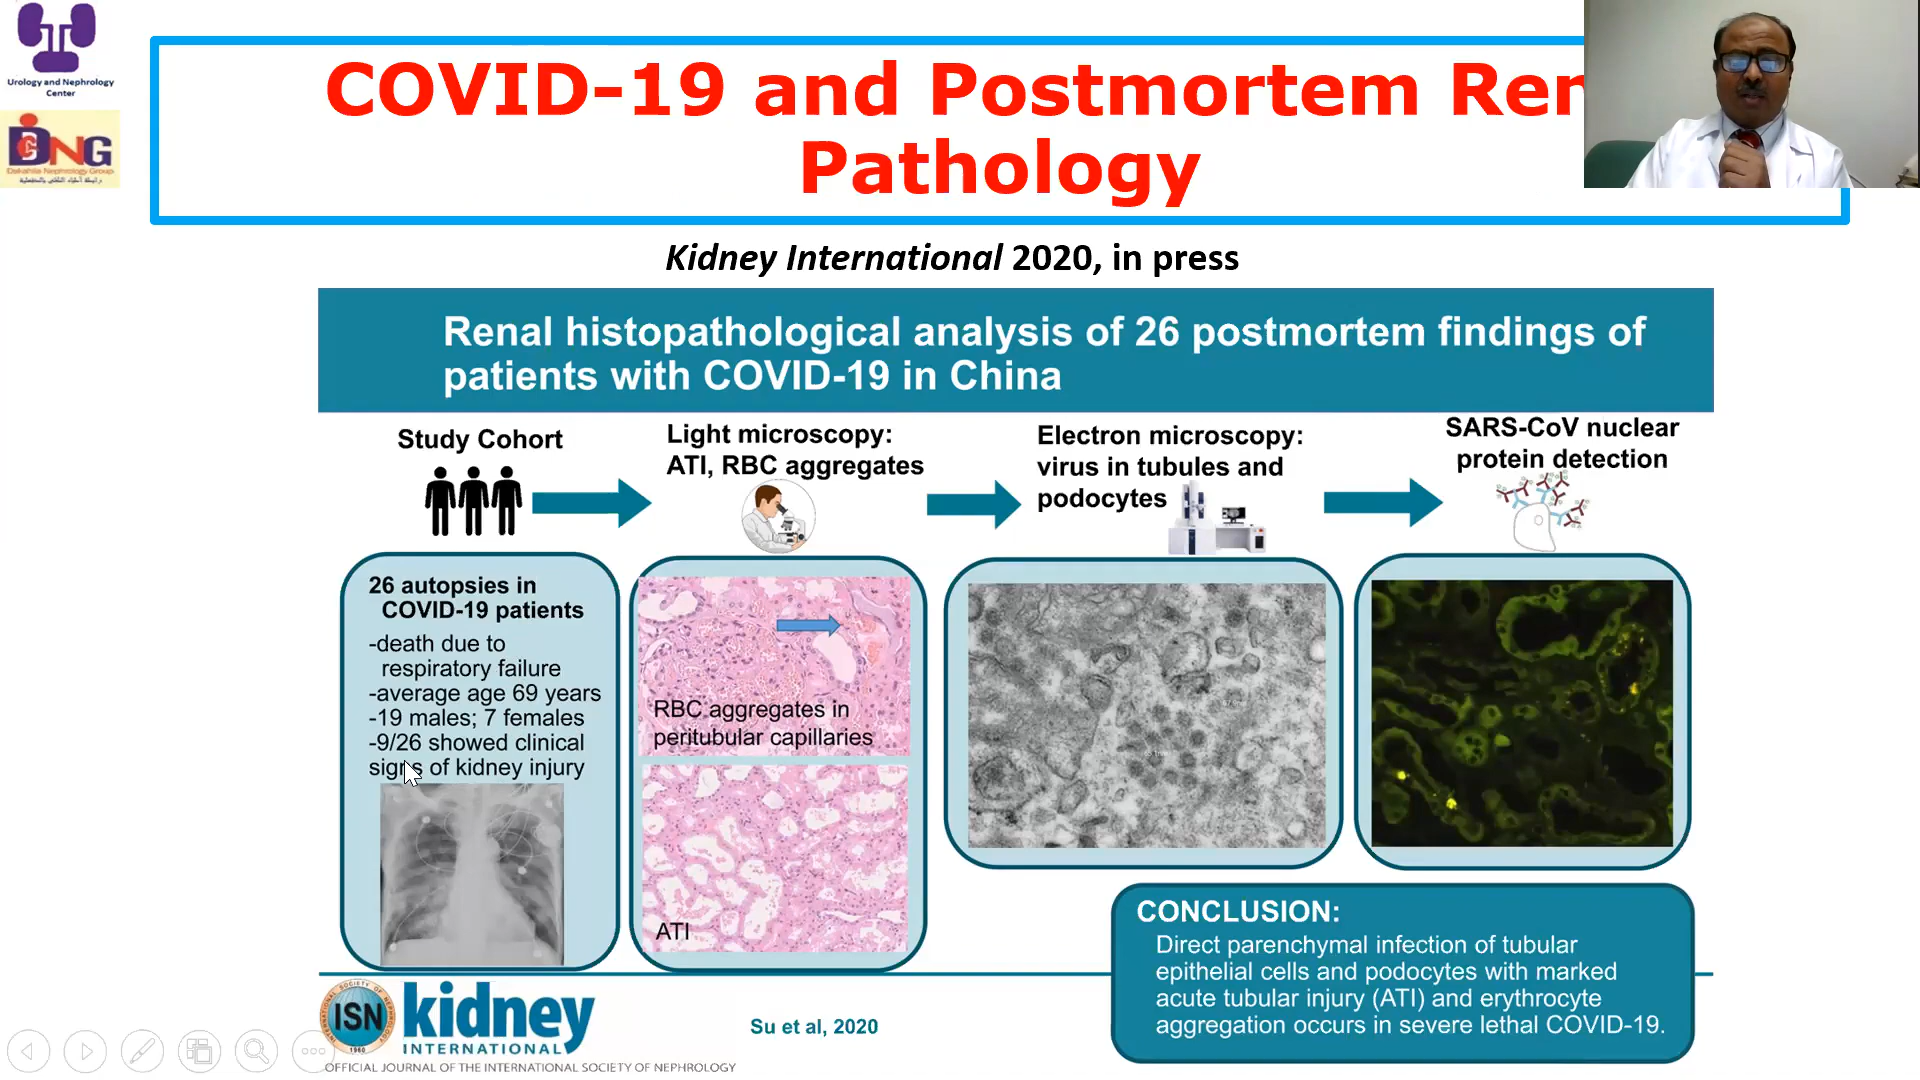 Urology and Nephrology
Center
DNG
Dakahlia Nephrology Group
COVID-19 and Postmortem Ren
Pathology
Kidney International 2020, in press
Renal histopathological analysis of 26 postmortem findings of
patients with COVID-19 in China
Study Cohort
26 autopsies in
COVID-19 patients
-death due to
respiratory failure
-average age 69 years
-19 males; 7 females
-9/26 showed clinical
signs of kidney injury
Light microscopy:
ATI, RBC aggregates
RBC aggregates in
peritubular capillaries
ATI
Electron microscopy:
virus in tubules and
podocytes
SARS-CoV nuclear
protein detection
CONCLUSION:
Direct parenchymal infection of tubular
epithelial cells and podocytes with marked
acute tubular injury (ATI) and erythrocyte
aggregation occurs in severe lethal COVID-19.
ISN
1960
kidney
INTERNATIONAL
OFFICIAL JOURNAL OF THE INTERNATIONAL SOCIETY OF NEPHROLOGY
Su et al, 2020